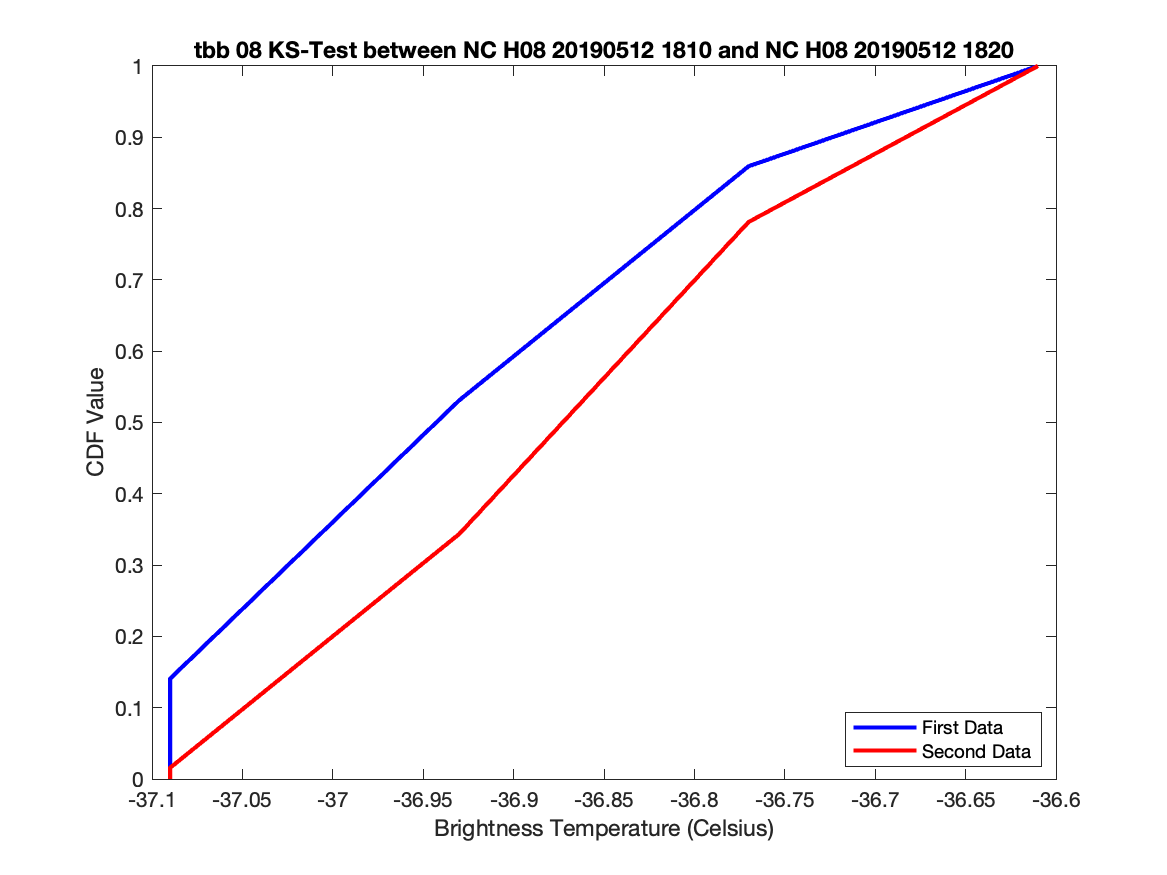 tbb 08 KS-Test between NC H08 20190512 1810 and NC H08 20190512 1820
1
0.9
0.8
0.7
0.6
0.5
0.4
0.3
0.2
0.1
0
CDF Value
First Data
Second Data
-37.1 -37.05 -37 -36.95 -36.9 -36.85 -36.8 -36.75 -36.7 -36.65 -36.6
Brightness Temperature (Celsius)